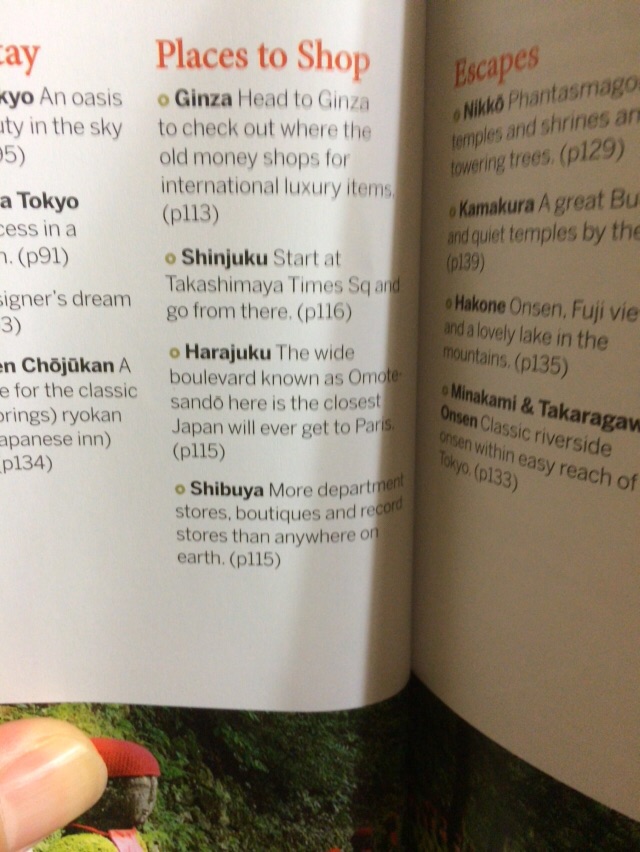 tay
kyo An oasis
uty in the sky
95)
a Tokyo
cess in a
n. (p91)
signer's dream
3)
en Chōjūkan A
e for the classic
prings) ryokan
apanese inn)
p134)
Places to Shop
Ginza Head to Ginza
to check out where the
old money shops for
international luxury items.
(p113)
Shinjuku Start at
Takashimaya Times Sq and
go from there. (p116)
Harajuku The wide
boulevard known as Omote-
sandō here is the closest
Japan will ever get to Paris.
(p115)
Shibuya More department
stores, boutiques and record
stores than anywhere on
earth. (p115)
Escapes
Nikkō Phantasmago
temples and shrines an
towering trees. (p129)
Kamakura A great Bu
and quiet temples by the
(p139)
Hakone Onsen, Fuji vie
and a lovely lake in the
mountains. (p135)
Minakami & Takaragaw
Onsen Classic riverside
onsen within easy reach of
Tokyo. (p133)